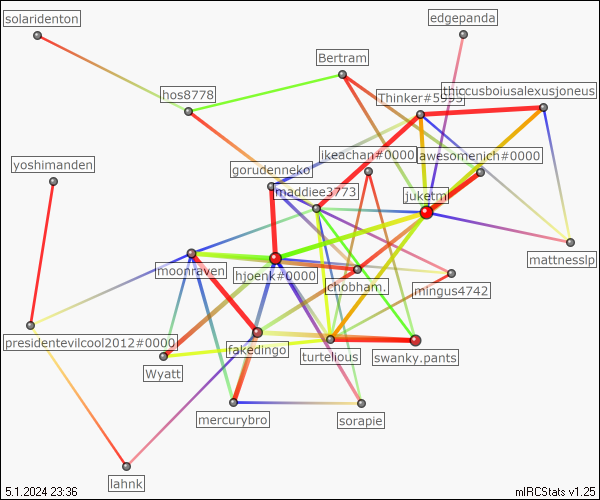 solaridenton
edgepanda
Bertram
hos8778
Thinker#5995
thiccusboiusalexusjoneus
yoshimanden
ikeachan#0000
awesomenich#0000
gorudenneko
maddiee3773
juketm
mattnesslp
moonraven
hjoenk#0000
chobham.
mingus4742
presidentevilcool2012#0000
fakedingo
turtelious
swanky.pants
Wyatt
mercurybro
sorapie
lahnk
5.1.2024 23:36
mIRCStats v1.25